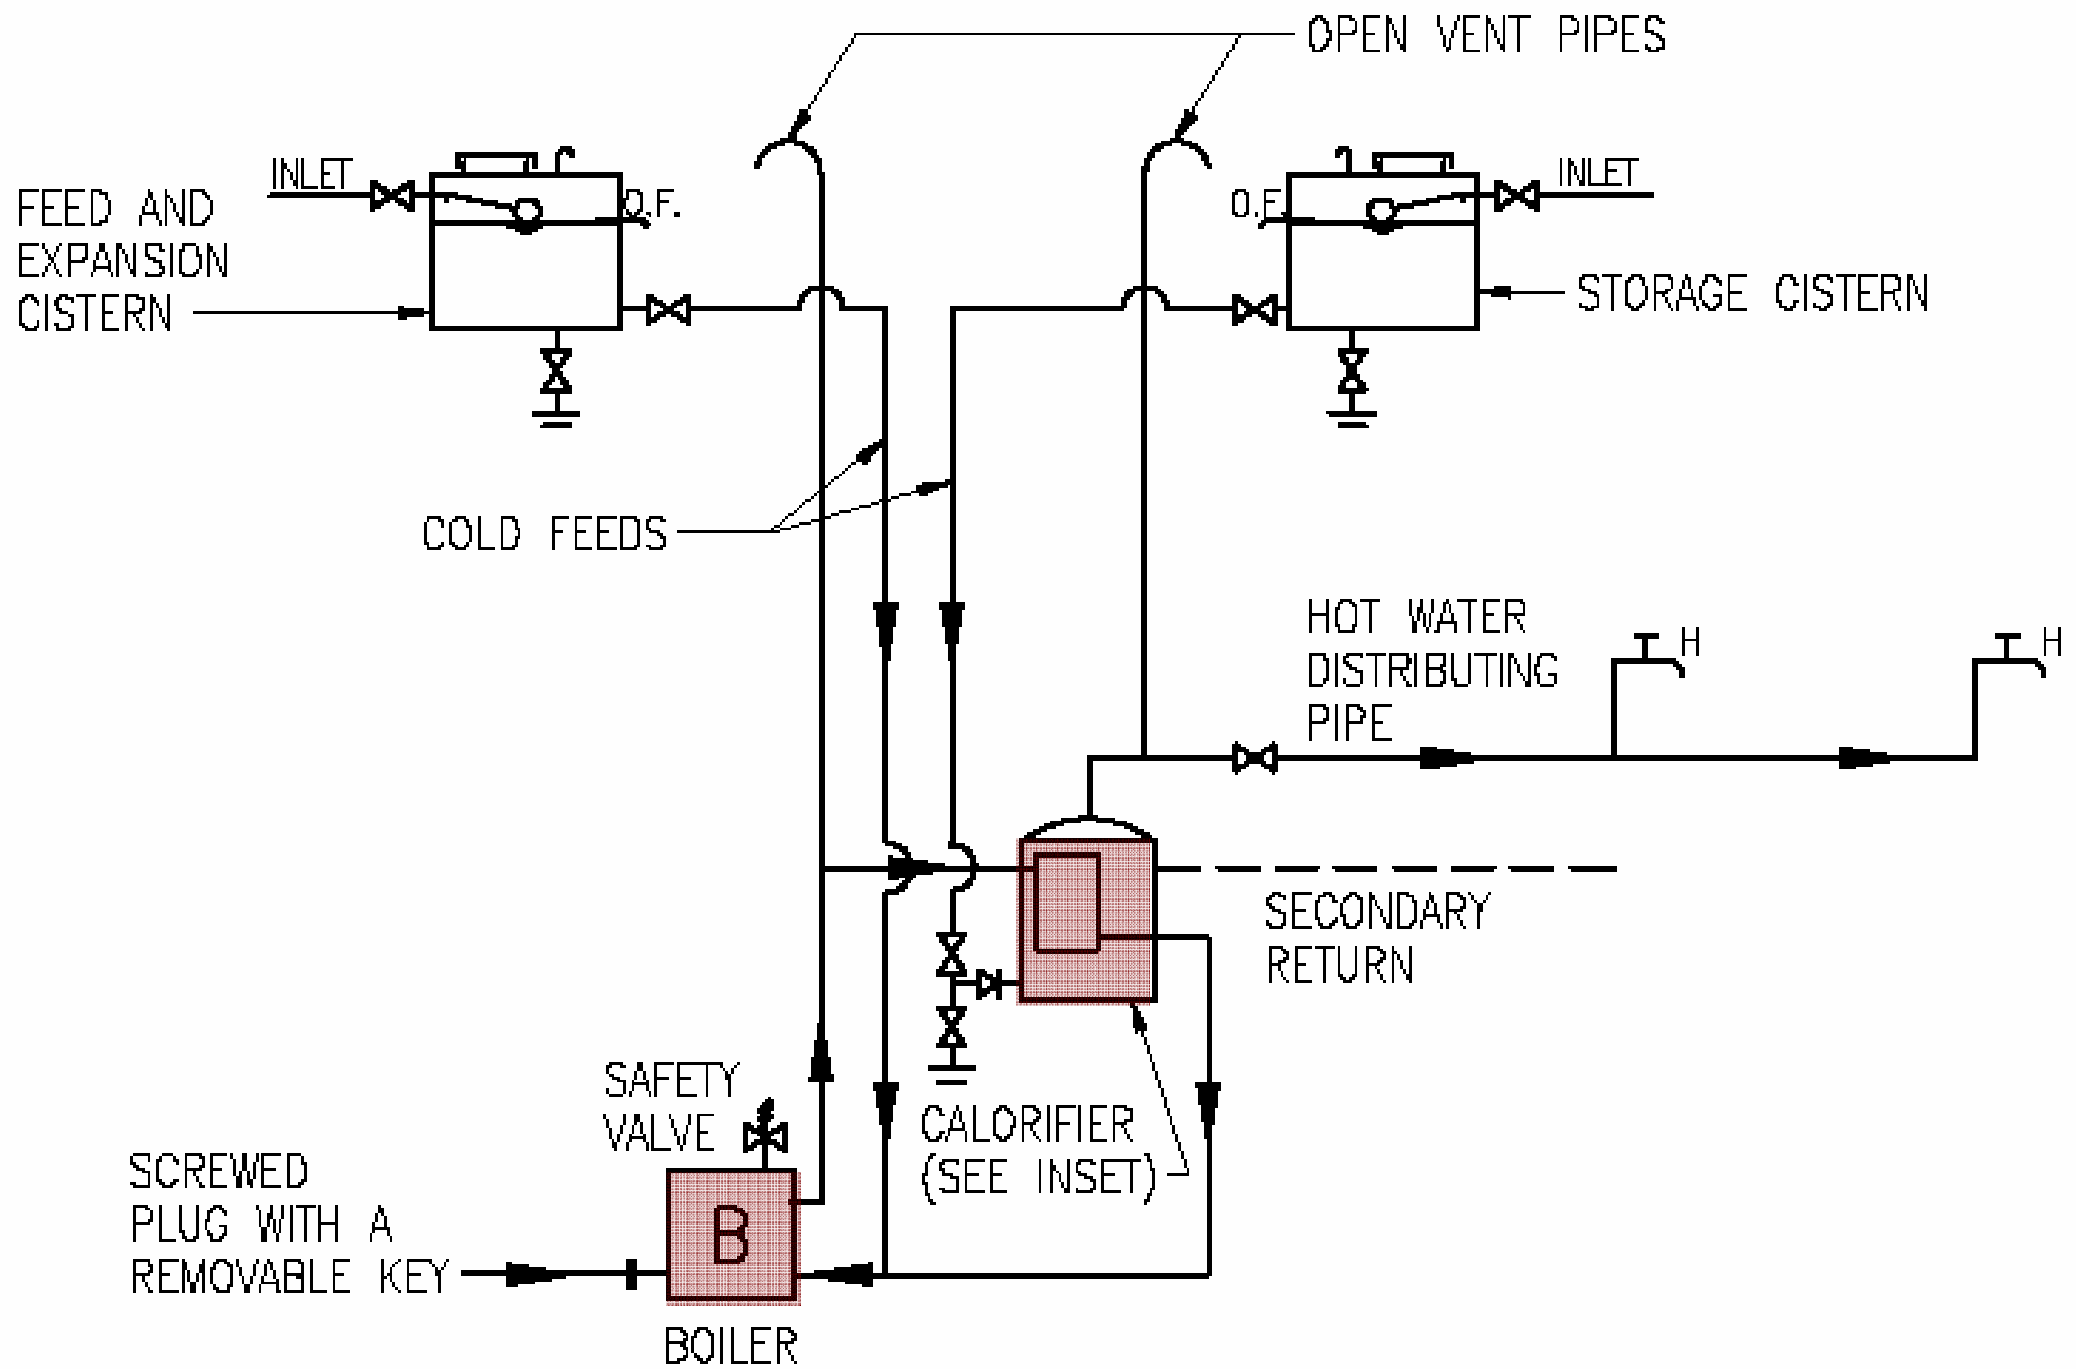 OPEN VENT PIPES
INLET
FEED AND
EXPANSION
CISTERN
O.F.
O.F.
INLET
STORAGE CISTERN
COLD FEEDS
HOT WATER
DISTRIBUTING
PIPE
H
H
SECONDARY
RETURN
SAFETY
VALVE
CALORIFIER
(SEE INSET)
SCREWED
PLUG WITH A
REMOVABLE KEY
B
BOILER